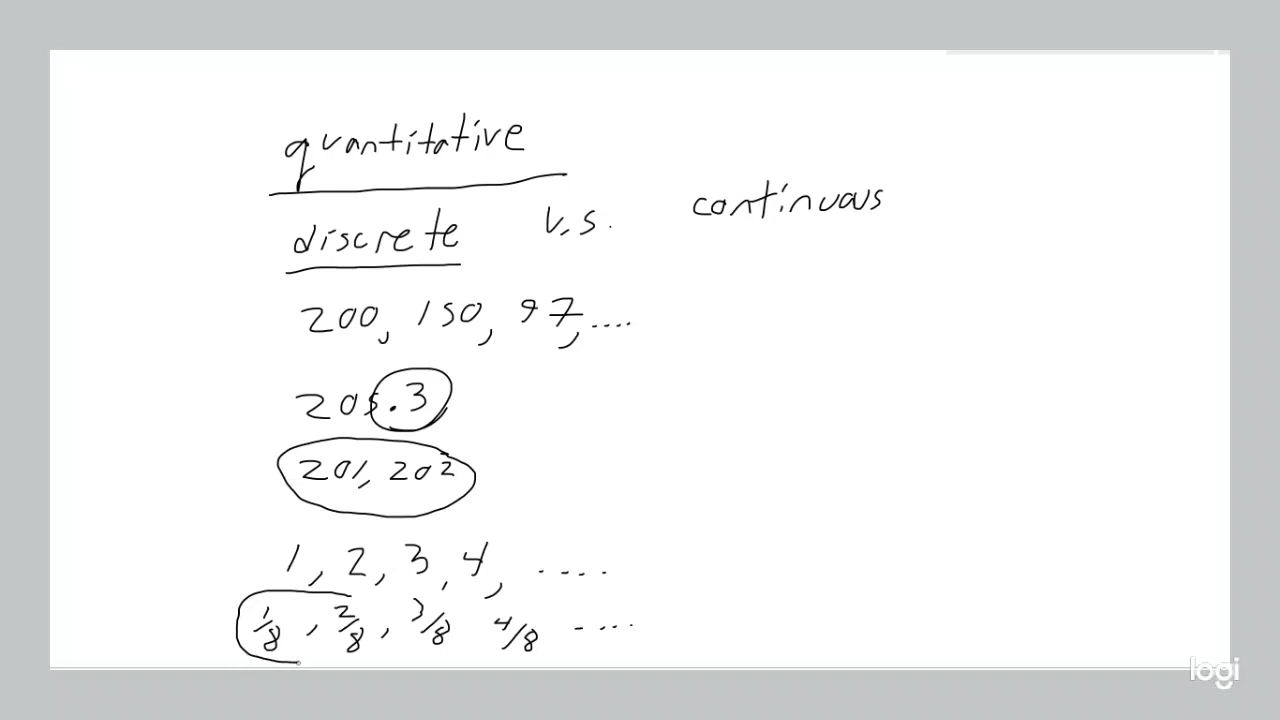 quantitative
discrete v.s. continuous
200, 150, 97, ....
205.3
201, 202
1, 2, 3, 4, ....
1/8, 2/8, 3/8 4/8 ....
logi